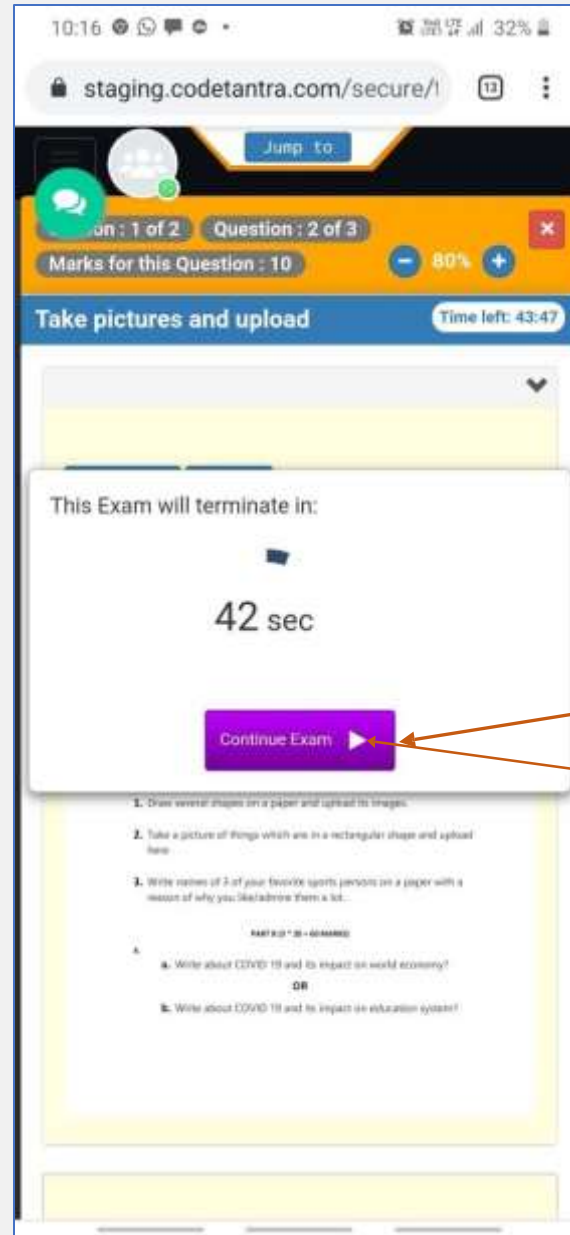 10:16 32%
staging.codetantra.com/secure/ 13
Jump to
: 1 of 2 Question : 2 of 3
Marks for this Question : 10
80%
Take pictures and upload Time left: 43:47
This Exam will terminate in:
42 sec
Continue Exam
1. Draw several shapes on a paper and upload its images.
2. Take a picture of things which are in a rectangular shape and upload
here
3. Write names of 3 of your favorite sports persons on a paper with a
reason of why you like/admire them a lot.
a. Write about COVID 19 and its impact on world economy?
OR
b. Write about COVID 19 and its impact on education system?